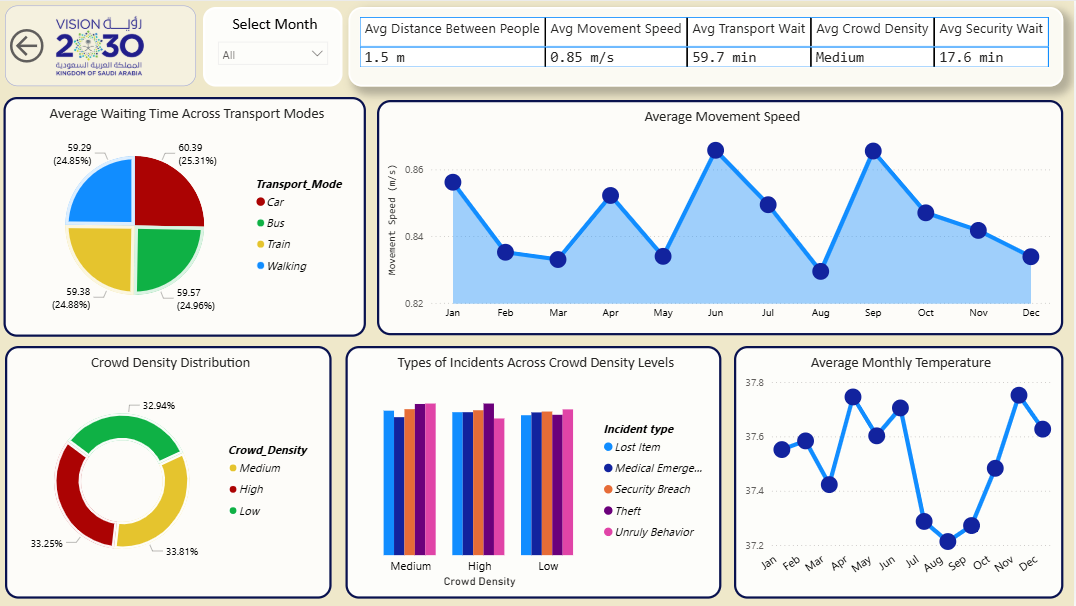 VISION رؤيــة
2030
المملكة العربية السعودية
KINGDOM OF SAUDI ARABIA
Select Month
All
Avg Distance Between People Avg Movement Speed Avg Transport Wait Avg Crowd Density Avg Security Wait
1.5 m 0.85 m/s 59.7 min Medium 17.6 min
Average Waiting Time Across Transport Modes
59.29
(24.85%)
60.39
(25.31%)
59.38
(24.88%)
59.57
(24.96%)
Transport_Mode
Car
Bus
Train
Walking
Average Movement Speed
Movement Speed (m/s)
0.86
0.84
0.82
Jan Feb Mar Apr May Jun Jul Aug Sep Oct Nov Dec
Crowd Density Distribution
32.94%
33.25%
33.81%
Crowd_Density
Medium
High
Low
Types of Incidents Across Crowd Density Levels
Medium High Low
Crowd Density
Incident type
Lost Item
Medical Emerge...
Security Breach
Theft
Unruly Behavior
Average Monthly Temperature
37.8
37.6
37.4
37.2
Jan Feb Mar Apr May Jun Jul Aug Sep Oct Nov Dec